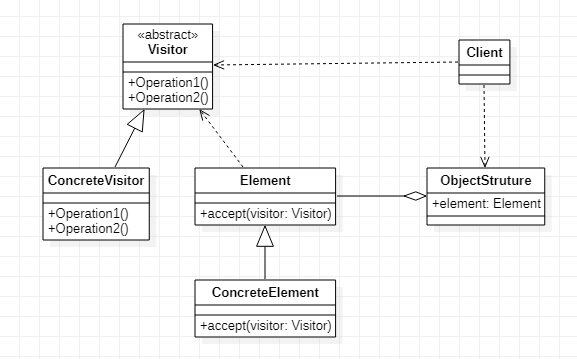 «abstract»
Visitor
+Operation1()
+Operation2()
Client
ConcreteVisitor
+Operation1()
+Operation2()
Element
+accept(visitor: Visitor)
ObjectStruture
+element: Element
ConcreteElement
+accept(visitor: Visitor)